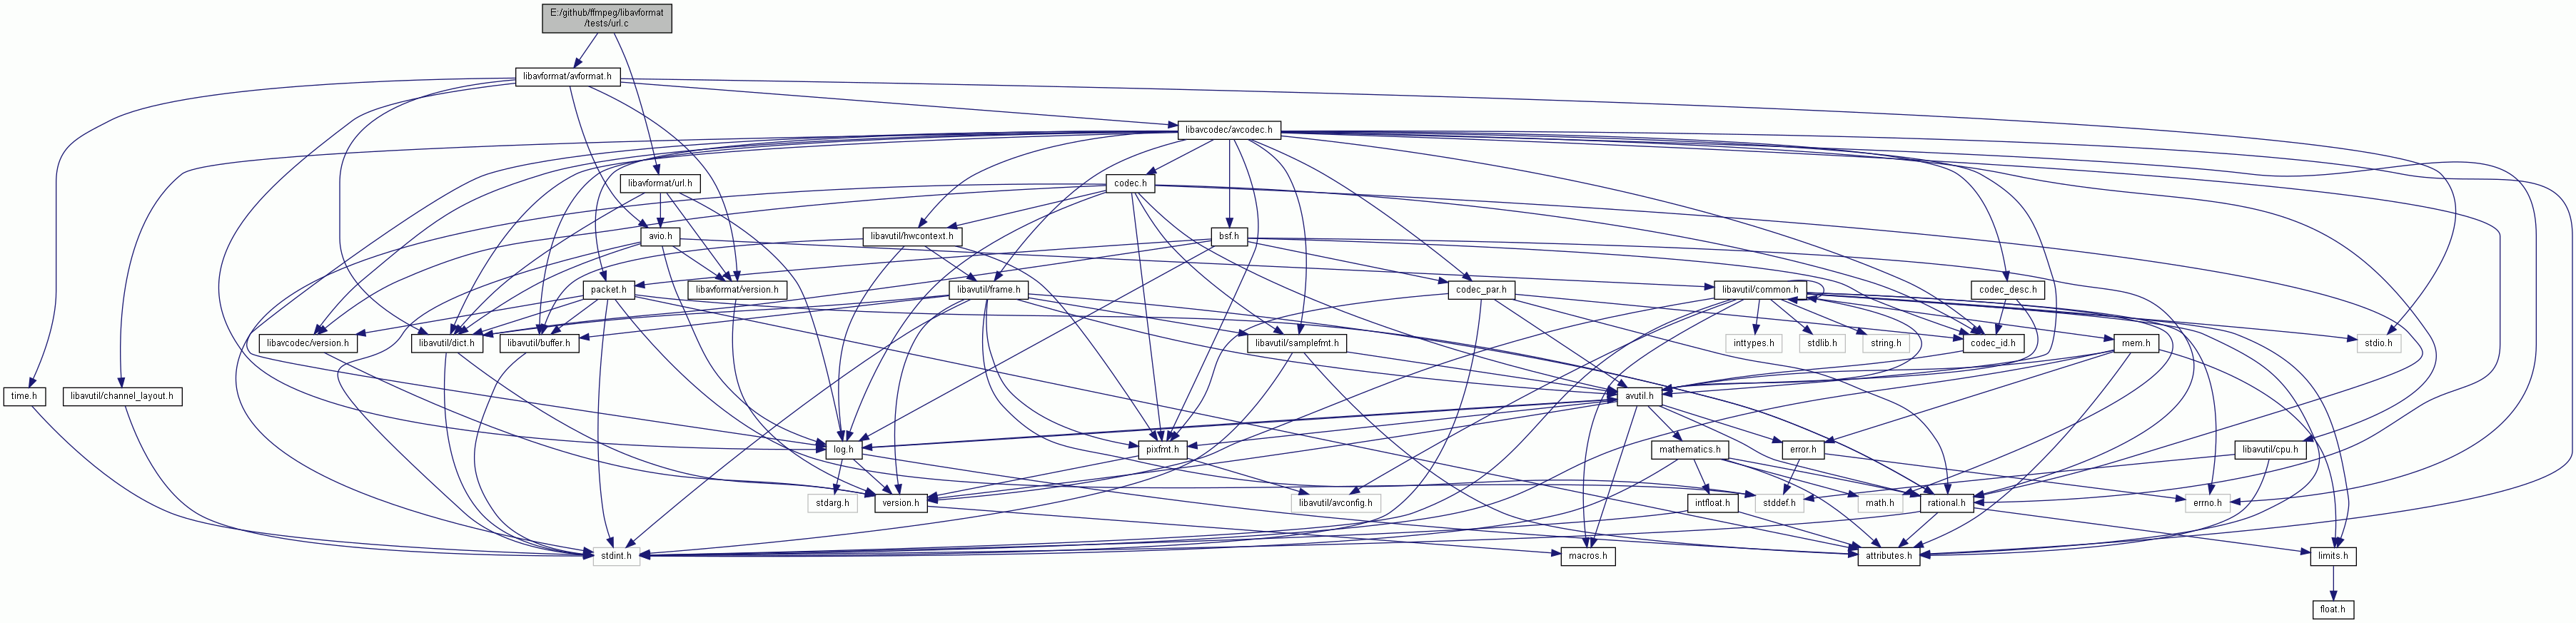 E:/github/ffmpeg/libavformat
/tests/url.c
libavformat/avformat.h
libavcodec/avcodec.h
libavformat/url.h
codec.h
avio.h
libavutil/hwcontext.h
bsf.h
packet.h
libavformat/version.h
libavutil/frame.h
codec_par.h
libavutil/common.h
codec_desc.h
libavcodec/version.h
libavutil/dict.h
libavutil/buffer.h
libavutil/samplefmt.h
inttypes.h
stdlib.h
string.h
codec_id.h
mem.h
stdio.h
time.h
libavutil/channel_layout.h
avutil.h
log.h
pixfmt.h
mathematics.h
error.h
libavutil/cpu.h
stdarg.h
version.h
libavutil/avconfig.h
intfloat.h
stddef.h
math.h
rational.h
errno.h
stdint.h
macros.h
attributes.h
limits.h
float.h